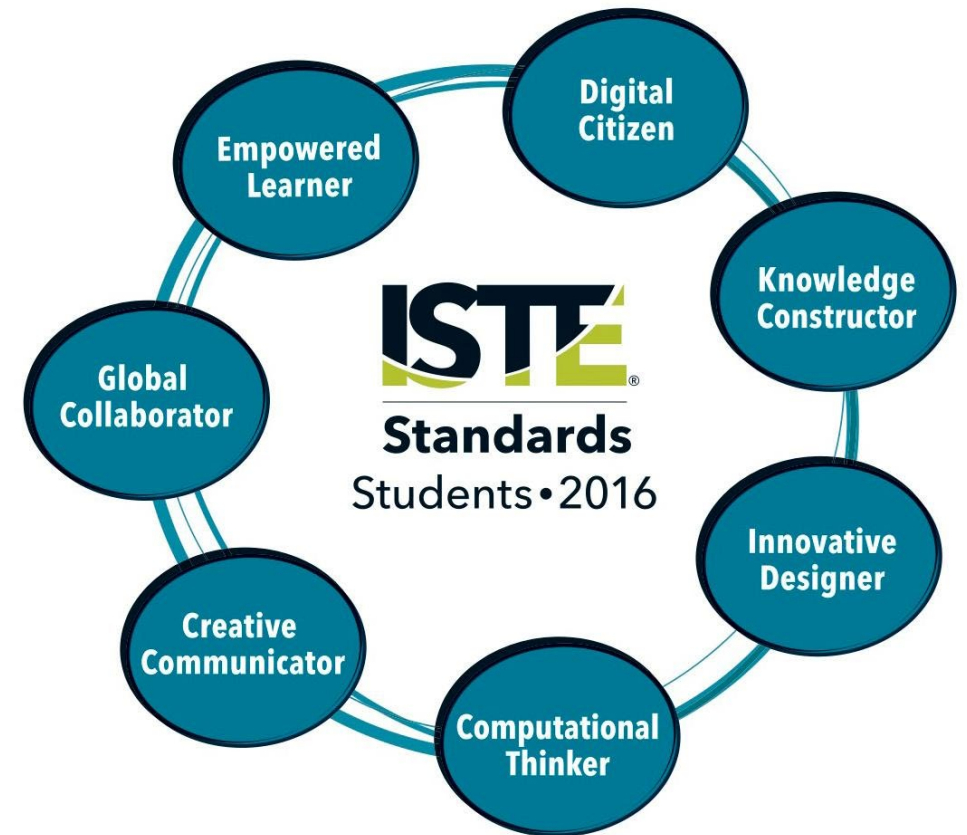 Digital
Citizen
Empowered
Learner
Knowledge
Constructor
ISTE®
Standards
Students•2016
Global
Collaborator
Innovative
Designer
Creative
Communicator
Computational
Thinker